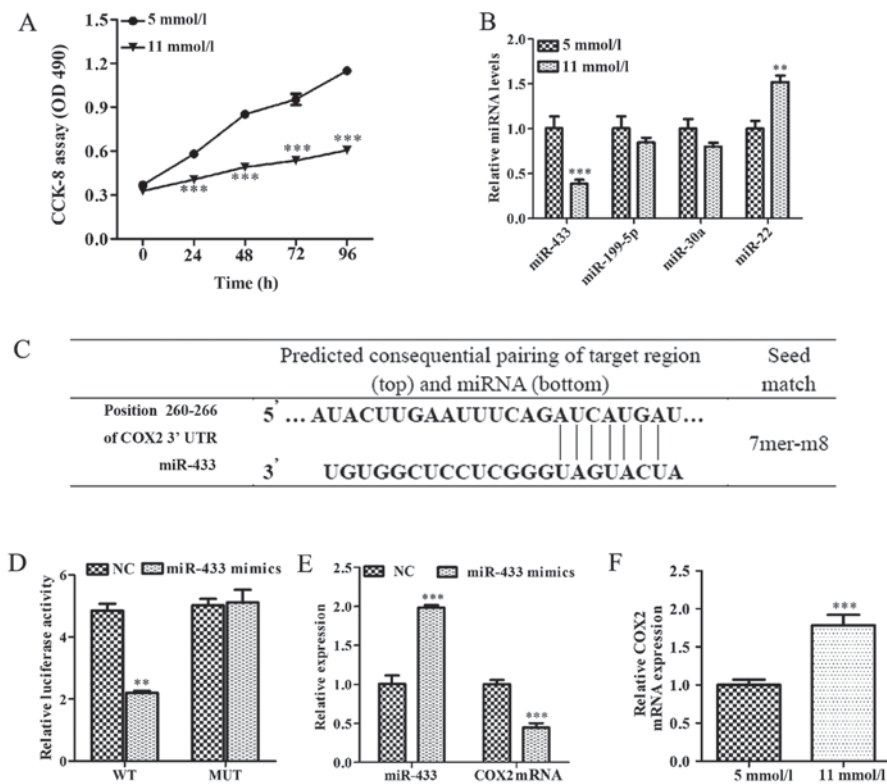 A
5 mmol/l
11 mmol/l
CCK-8 assay (OD 490)
1.5
1.2
0.9
0.6
0.3
0.0
***
***
***
***
0
24
48
72
96
Time (h)
B
5 mmol/l
11 mmol/l
Relative miRNA levels
2.0
1.5
1.0
0.5
0.0
***
**
miR-433
miR-199-5p
miR-30a
miR-22
C
Predicted consequential pairing of target region
(top) and miRNA (bottom)
Seed
match
Position 260-266
of COX2 3' UTR
miR-433
5' ... AUACUUGAAUUUCAGAUCAUGAU...
3' UGUGGCUCCUCGGGUAGUACUA
7mer-m8
D
NC
miR-433 mimics
Relative luciferase activity
6
4
2
0
**
WT
MUT
E
NC
miR-433 mimics
Relative expression
2.0
1.5
1.0
0.5
0.0
***
***
miR-433
COX2 mRNA
F
Relative COX2
mRNA expression
2.5
2.0
1.5
1.0
0.5
0.0
***
5 mmol/l
11 mmol/l